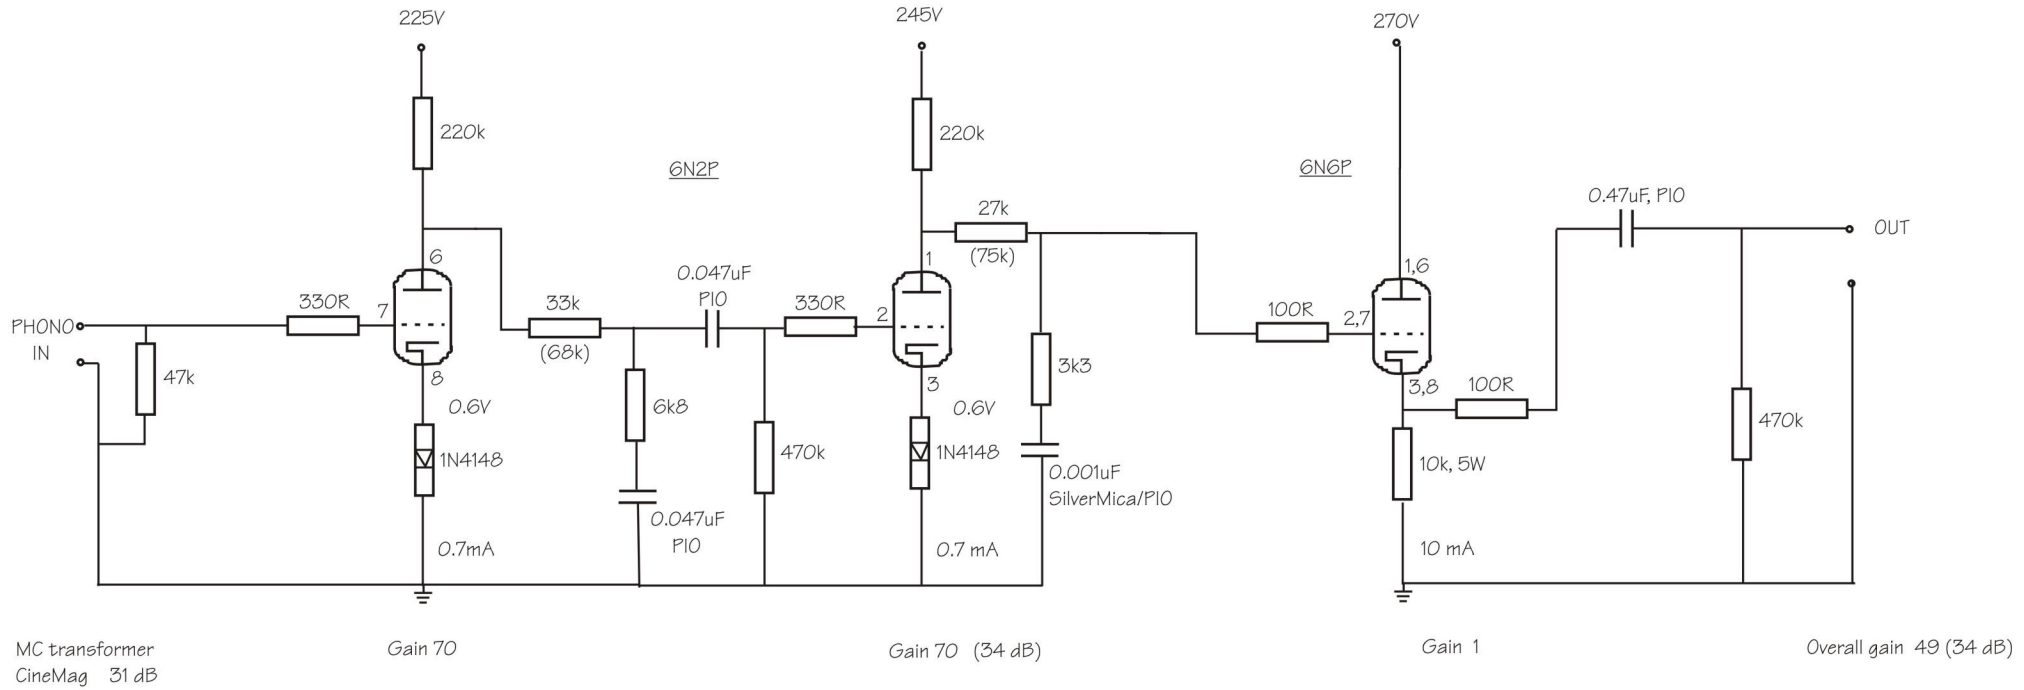 225V
245V
270V
220k
220k
6N2P
6N6P
0.47uF, PIO
27k
(75k)
OUT
6
1
1,6
0.047uF
PIO
330R
7
33k
(68k)
330R
2
100R
2,7
PHONO
IN
47k
8
3
3k3
3,8
100R
0.6V
6k8
0.6V
470k
1N4148
470k
1N4148
10k, 5W
0.001uF
SilverMica/PIO
0.047uF
PIO
0.7mA
0.7 mA
10 mA
MC transformer
CineMag 31 dB
Gain 70
Gain 70 (34 dB)
Gain 1
Overall gain 49 (34 dB)